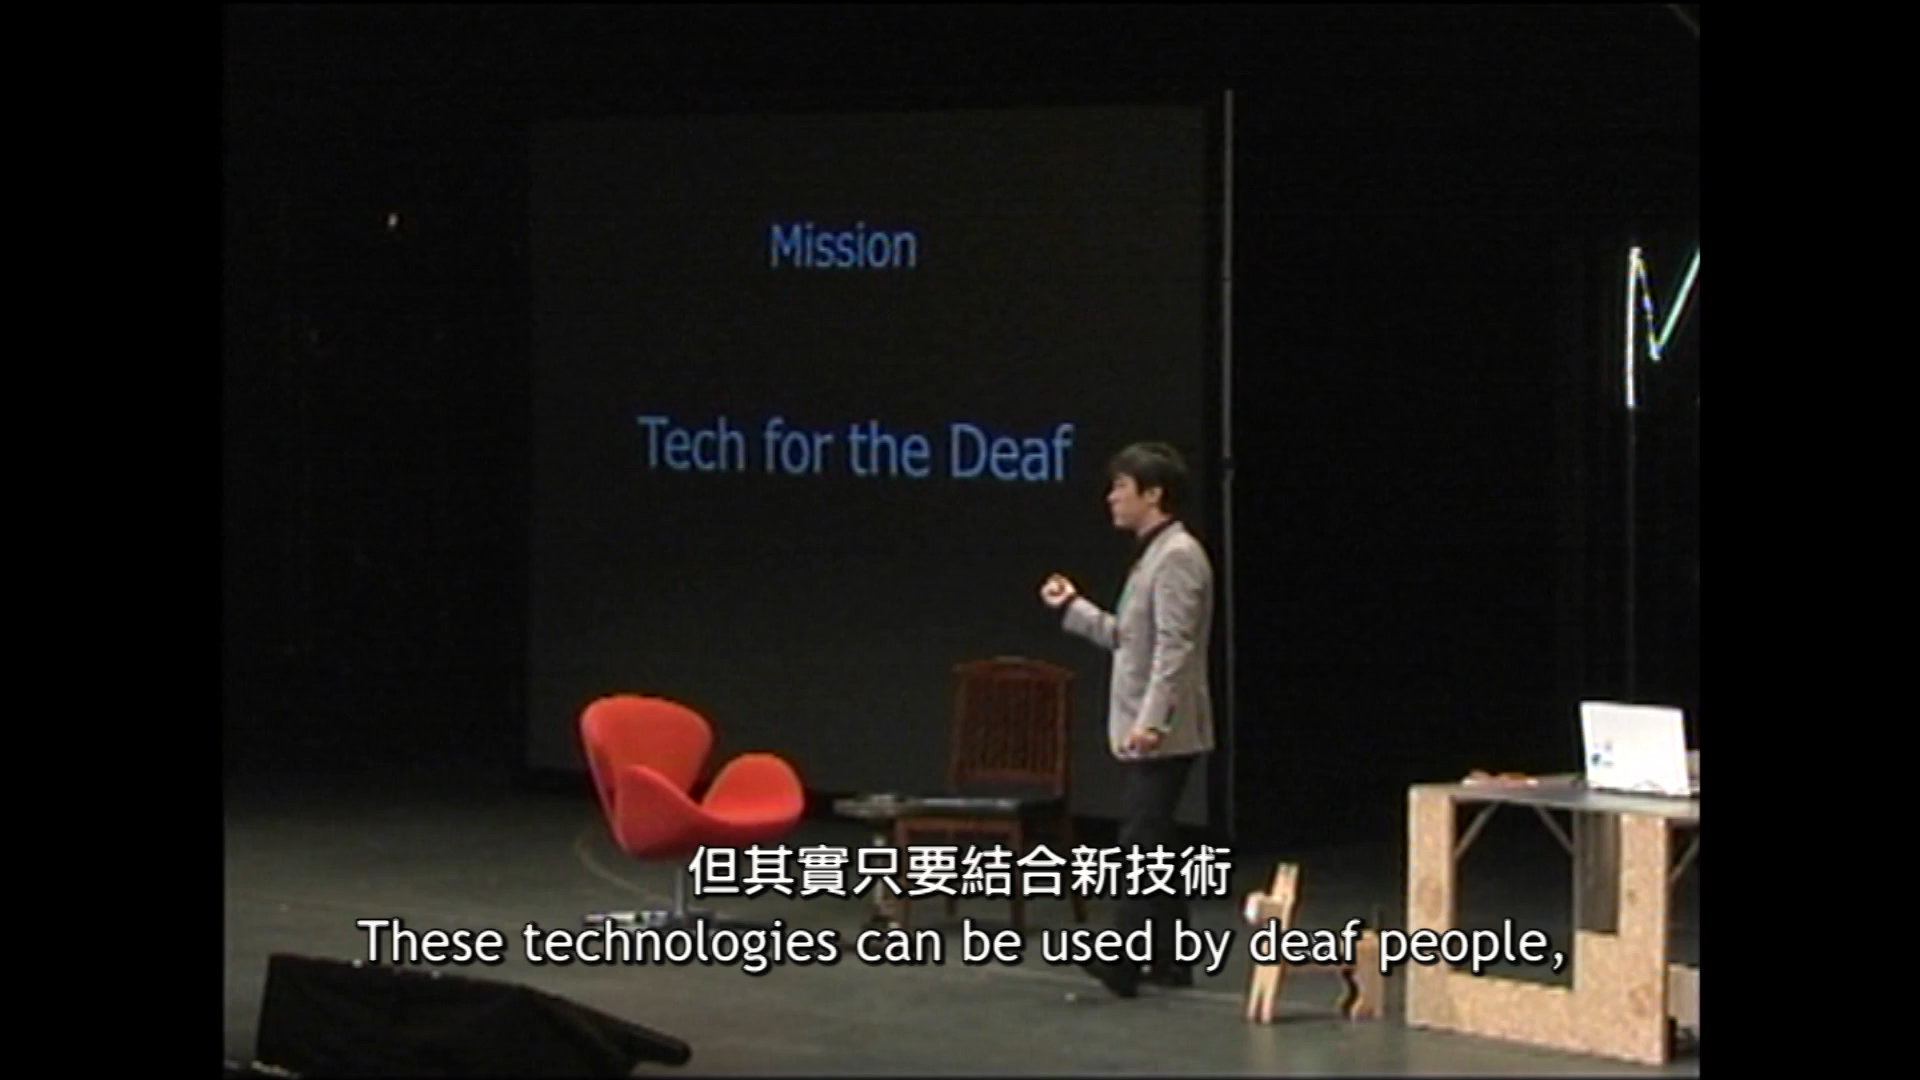 Mission
Tech for the Deaf
但其實只要結合新技術
These technologies can be used by deaf people,